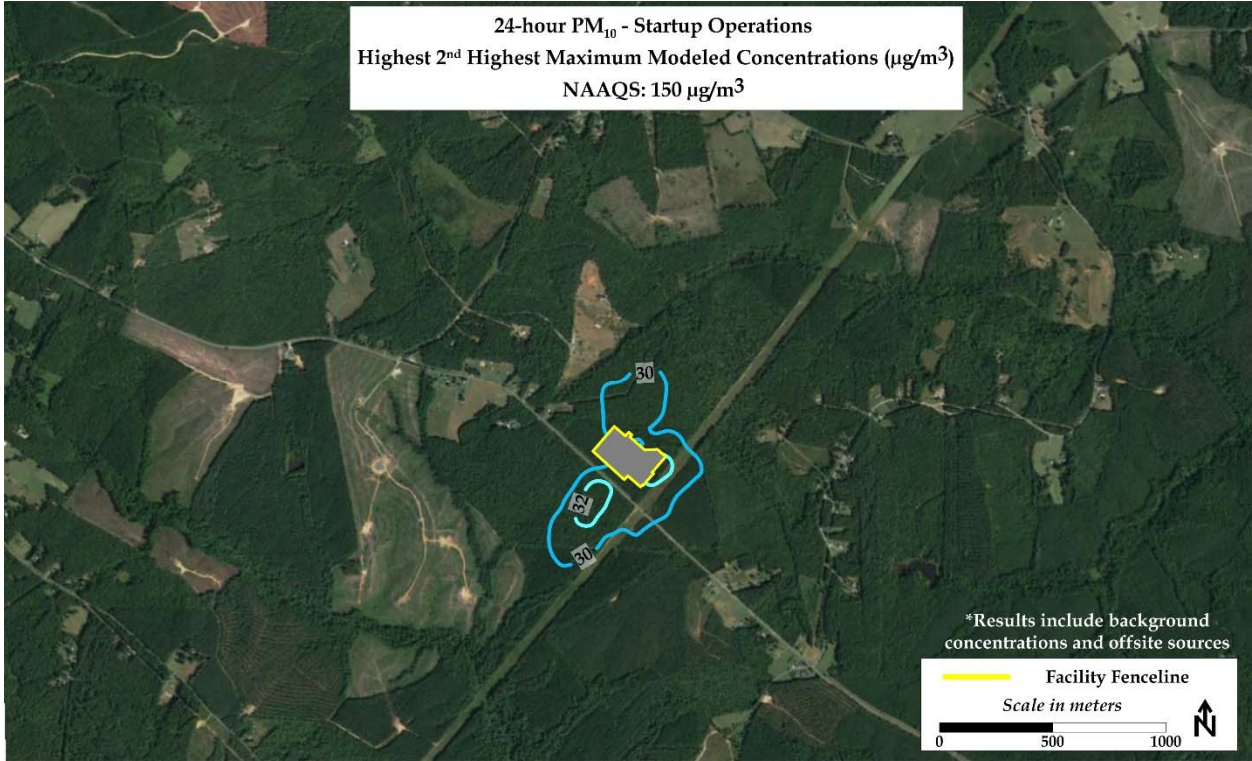 24-hour PM₁₀ - Startup Operations
Highest 2ⁿᵈ Highest Maximum Modeled Concentrations (µg/m³)
NAAQS: 150 µg/m³
30
32
30
*Results include background
concentrations and offsite sources
Facility Fenceline
Scale in meters
N
0 500 1000